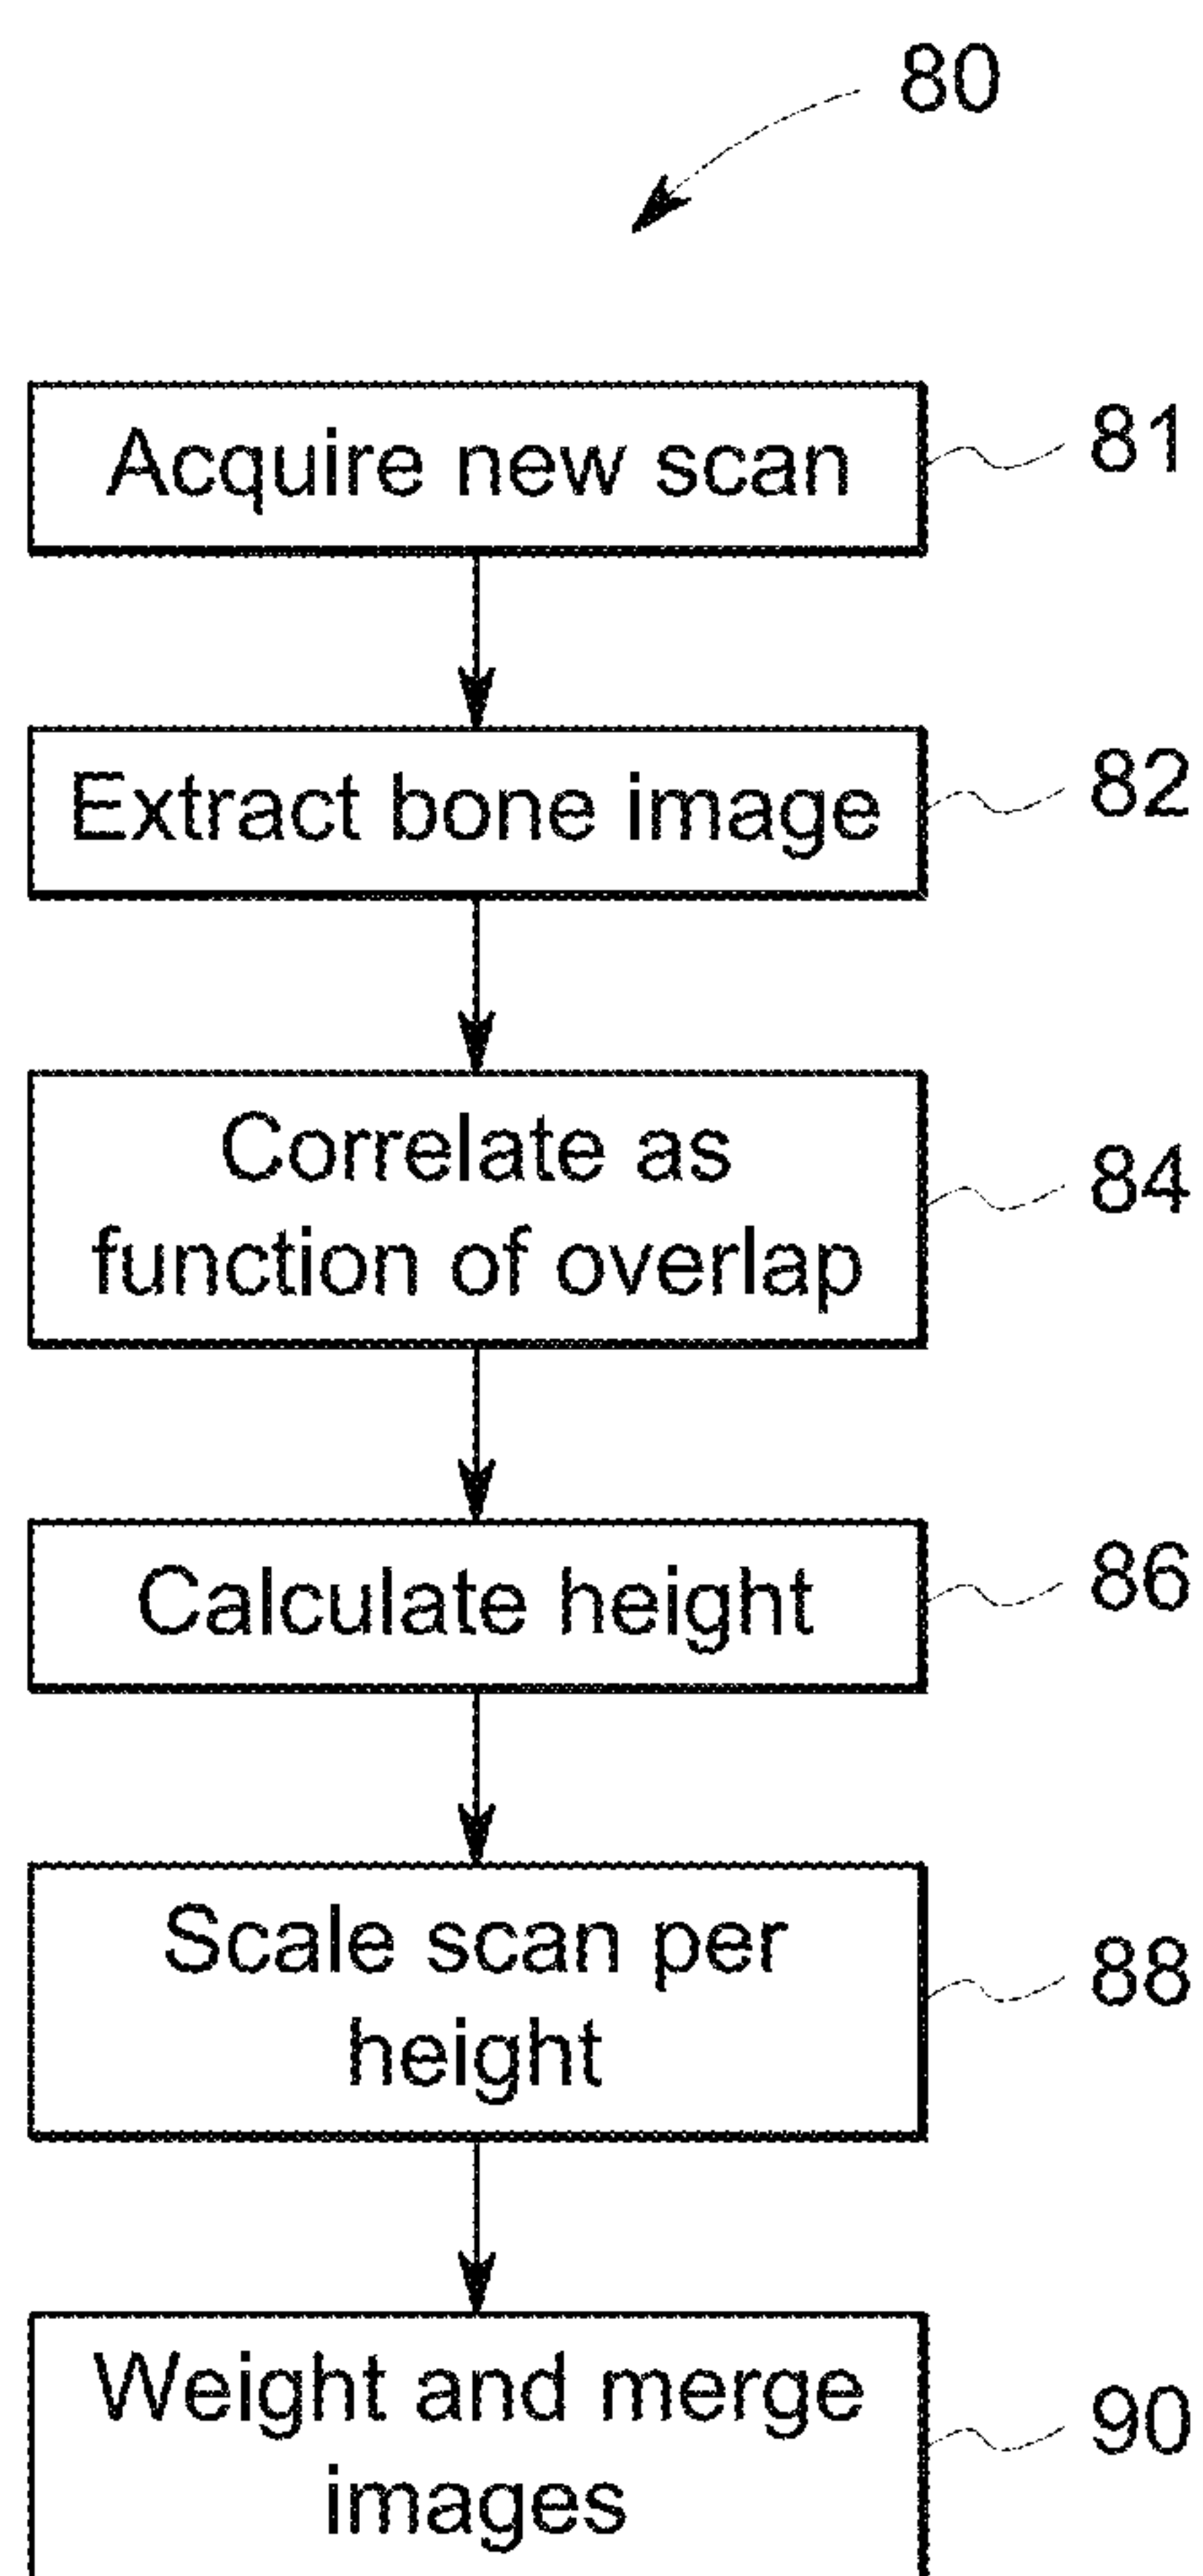 80
Acquire new scan
81
Extract bone image
82
Correlate as
function of overlap
84
Calculate height
86
Scale scan per
height
88
Weight and merge
images
90